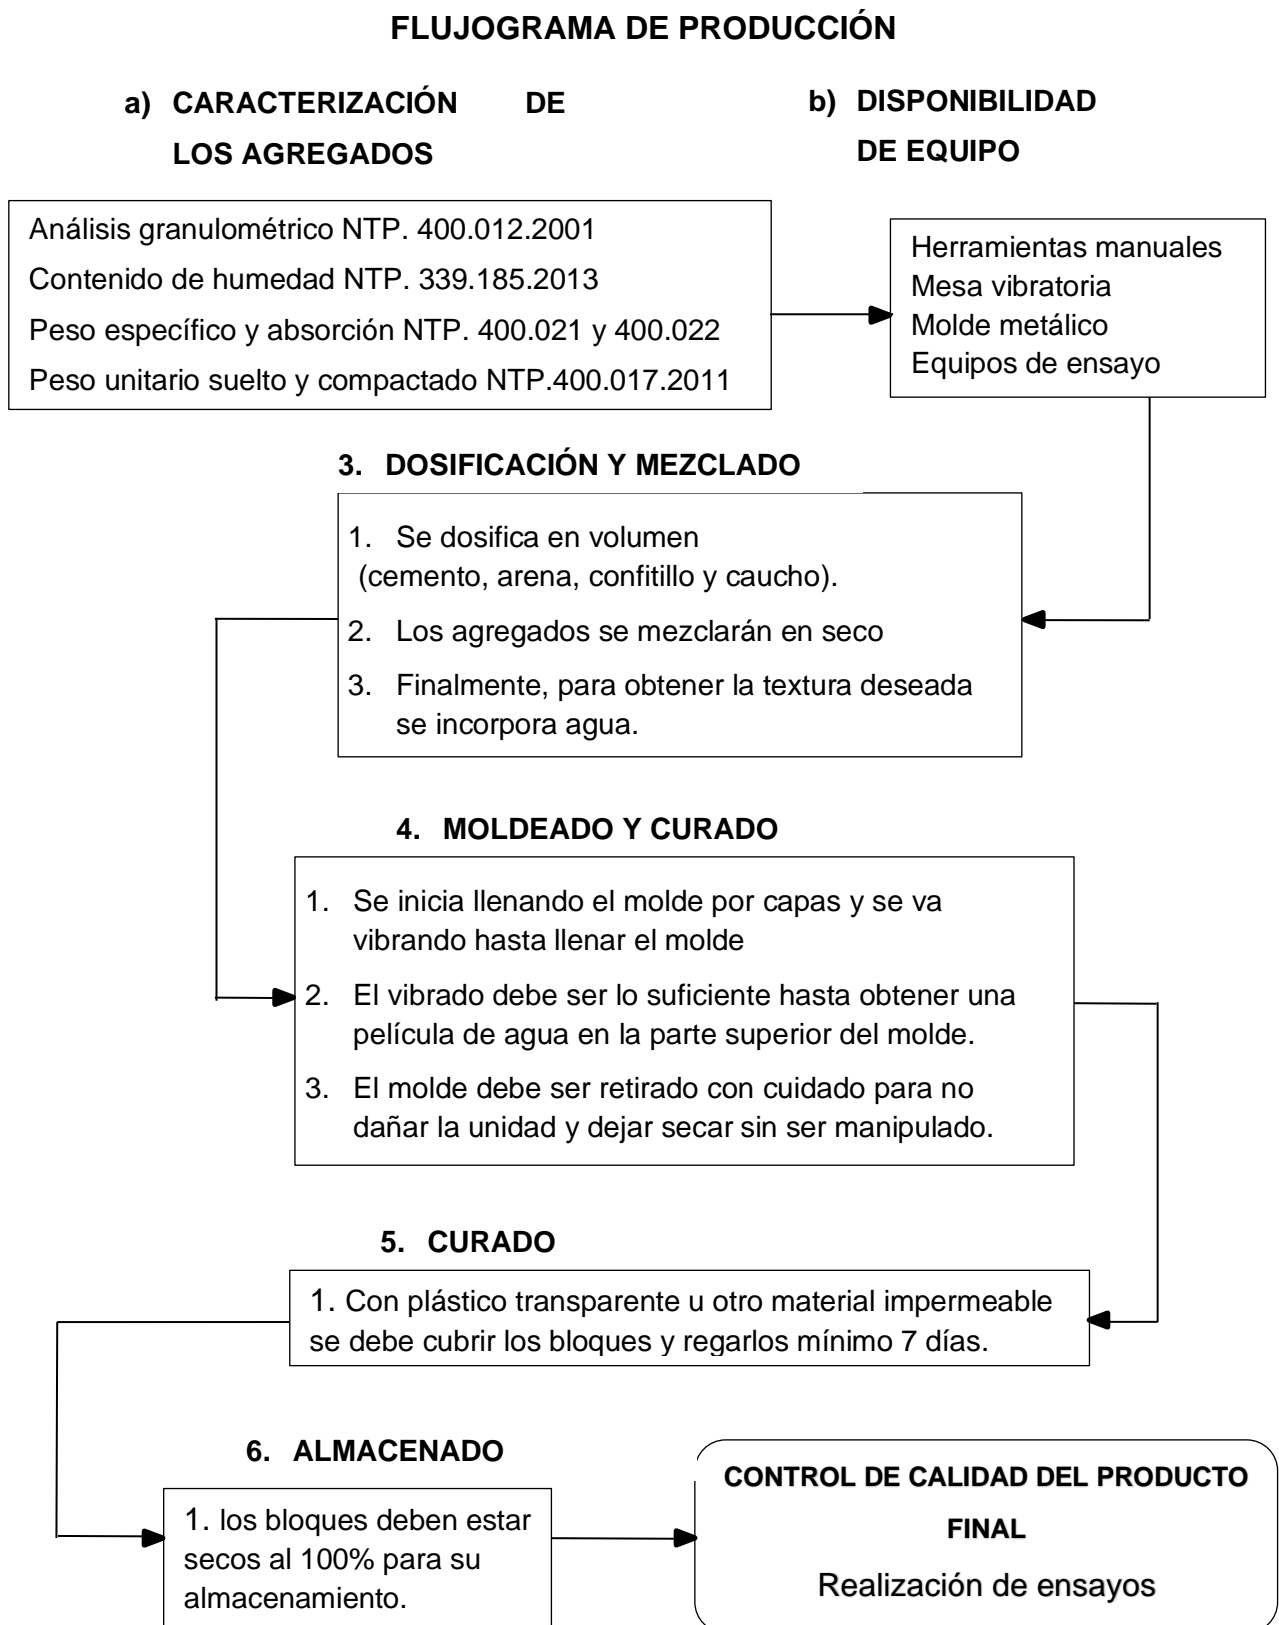 FLUJOGRAMA DE PRODUCCIÓN
a) CARACTERIZACIÓN DE
LOS AGREGADOS
b) DISPONIBILIDAD
DE EQUIPO
Análisis granulométrico NTP. 400.012.2001
Contenido de humedad NTP. 339.185.2013
Peso específico y absorción NTP. 400.021 y 400.022
Peso unitario suelto y compactado NTP.400.017.2011
Herramientas manuales
Mesa vibratoria
Molde metálico
Equipos de ensayo
3. DOSIFICACIÓN Y MEZCLADO
1. Se dosifica en volumen
(cemento, arena, confitillo y caucho).
2. Los agregados se mezclarán en seco
3. Finalmente, para obtener la textura deseada
se incorpora agua.
4. MOLDEADO Y CURADO
1. Se inicia llenando el molde por capas y se va
vibrando hasta llenar el molde
2. El vibrado debe ser lo suficiente hasta obtener una
película de agua en la parte superior del molde.
3. El molde debe ser retirado con cuidado para no
dañar la unidad y dejar secar sin ser manipulado.
5. CURADO
1. Con plástico transparente u otro material impermeable
se debe cubrir los bloques y regarlos mínimo 7 días.
6. ALMACENADO
1. los bloques deben estar
secos al 100% para su
almacenamiento.
CONTROL DE CALIDAD DEL PRODUCTO
FINAL
Realización de ensayos